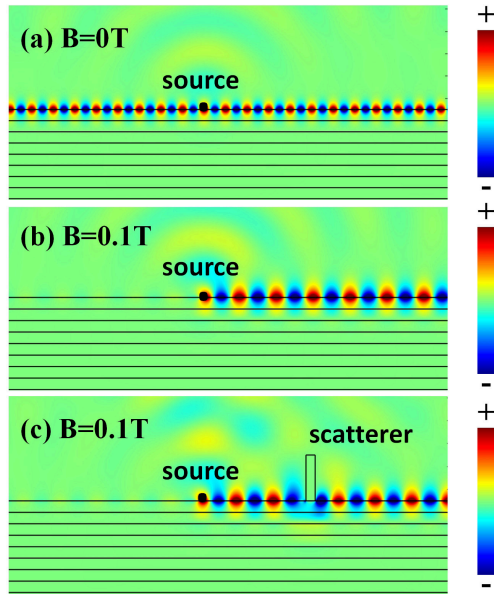 (a) B=0T
source
+
-
(b) B=0.1T
source
+
-
(c) B=0.1T
scatterer
source
+
-